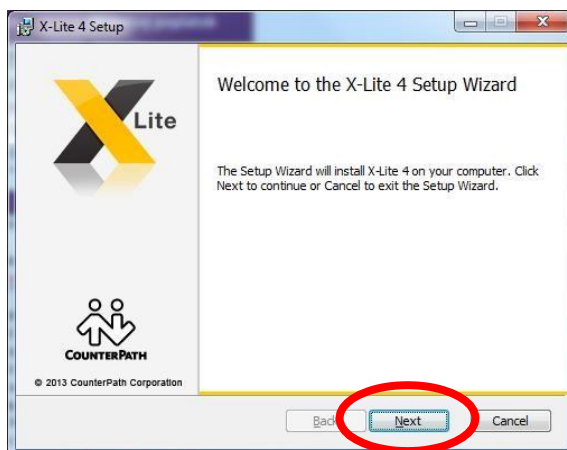 X-Lite 4 Setup
Lite
Welcome to the X-Lite 4 Setup Wizard
The Setup Wizard will install X-Lite 4 on your computer. Click
Next to continue or Cancel to exit the Setup Wizard.
COUNTERPATH
© 2013 CounterPath Corporation
Back Next Cancel